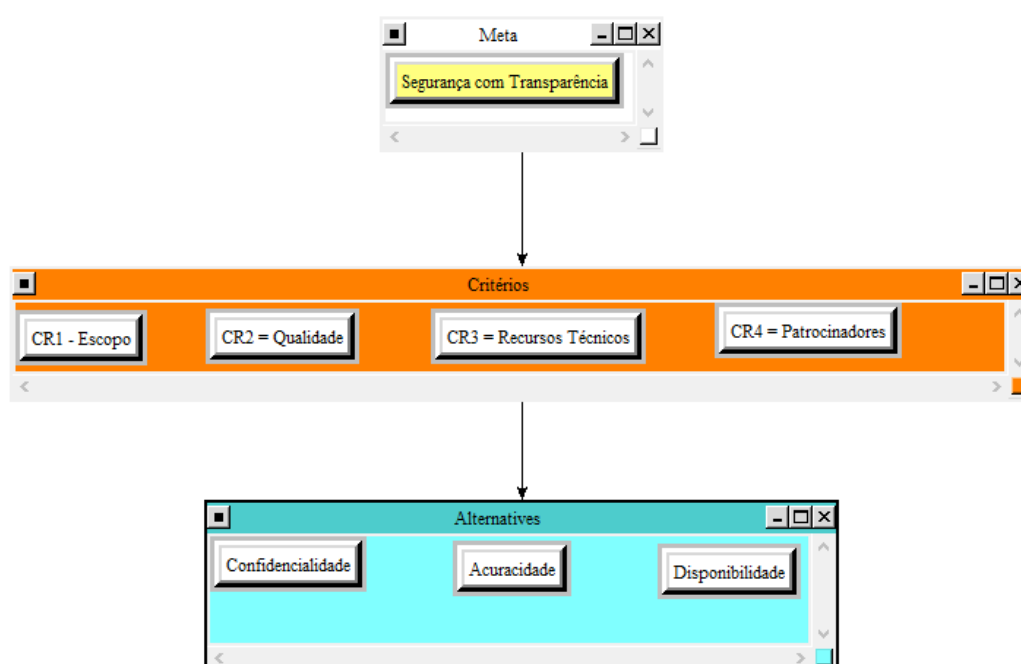 Meta
Segurança com Transparência
Critérios
CR1 - Escopo
CR2 = Qualidade
CR3 = Recursos Técnicos
CR4 = Patrocinadores
Alternatives
Confidencialidade
Acuracidade
Disponibilidade